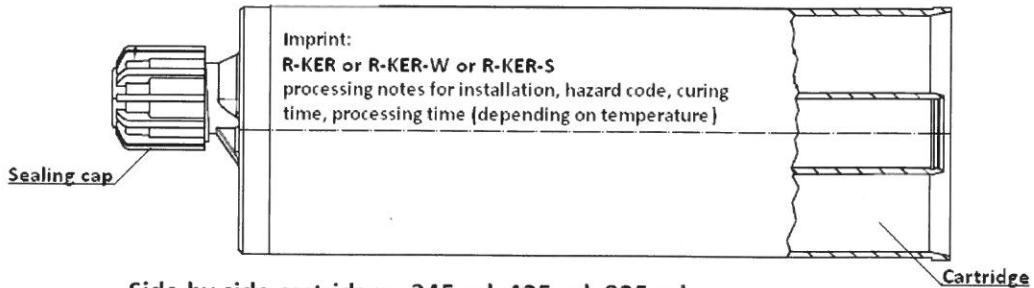 Imprint:
R-KER or R-KER-W or R-KER-S
processing notes for installation, hazard code, curing
time, processing time (depending on temperature)
Sealing cap
Cartridge